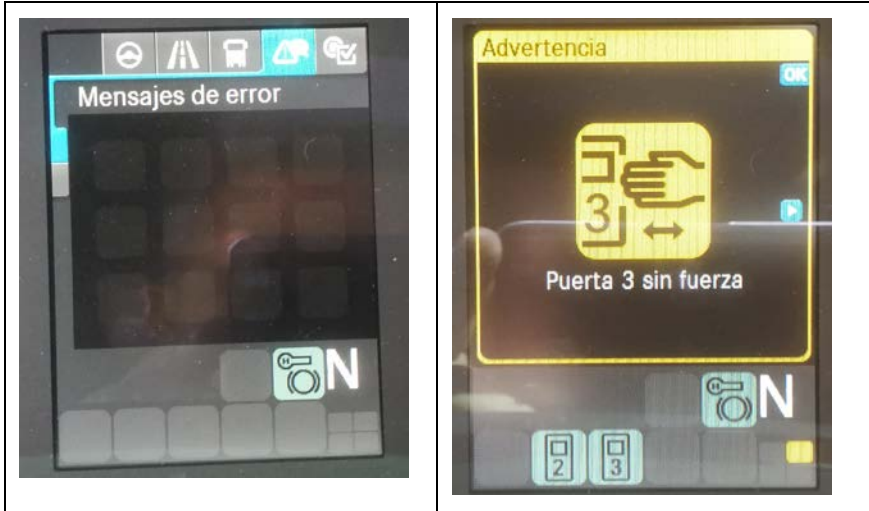 Mensajes de error
H
N
Advertencia
OK
3
Puerta 3 sin fuerza
H
N
2
3